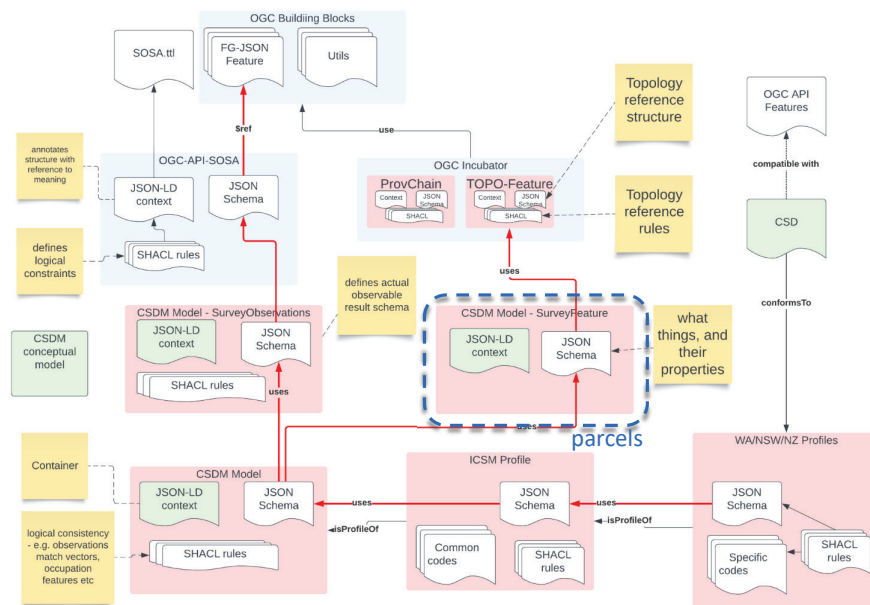 OGC Buildiing Blocks
SOSA.ttl
FG-JSON
Feature
Utils
Topology
reference
structure
OGC API
Features
$ref
use
annotates
structure with
reference to
meaning
OGC-API-SOSA
JSON-LD
context
JSON
Schema
OGC Incubator
ProvChain
Context
JSON
Schema
SHACL
TOPO-Feature
Context
JSON
Schema
SHACL
compatible with
Topology
reference
rules
CSD
defines
logical
constraints
SHACL rules
uses
defines actual
observable
result schema
conformsTo
CSDM Model - SurveyObservations
JSON-LD
context
JSON
Schema
SHACL rules
CSDM Model - SurveyFeature
JSON-LD
context
JSON
Schema
what
things, and
their
properties
CSDM
conceptual
model
uses
uses
parcels
Container
CSDM Model
JSON-LD
context
JSON
Schema
SHACL rules
logical consistency
- e.g. observations
match vectors,
occupation
features etc
uses
isProfileOf
ICSM Profile
JSON
Schema
Common
codes
SHACL
rules
uses
isProfileOf
WA/NSW/NZ Profiles
JSON
Schema
Specific
codes
SHACL
rules